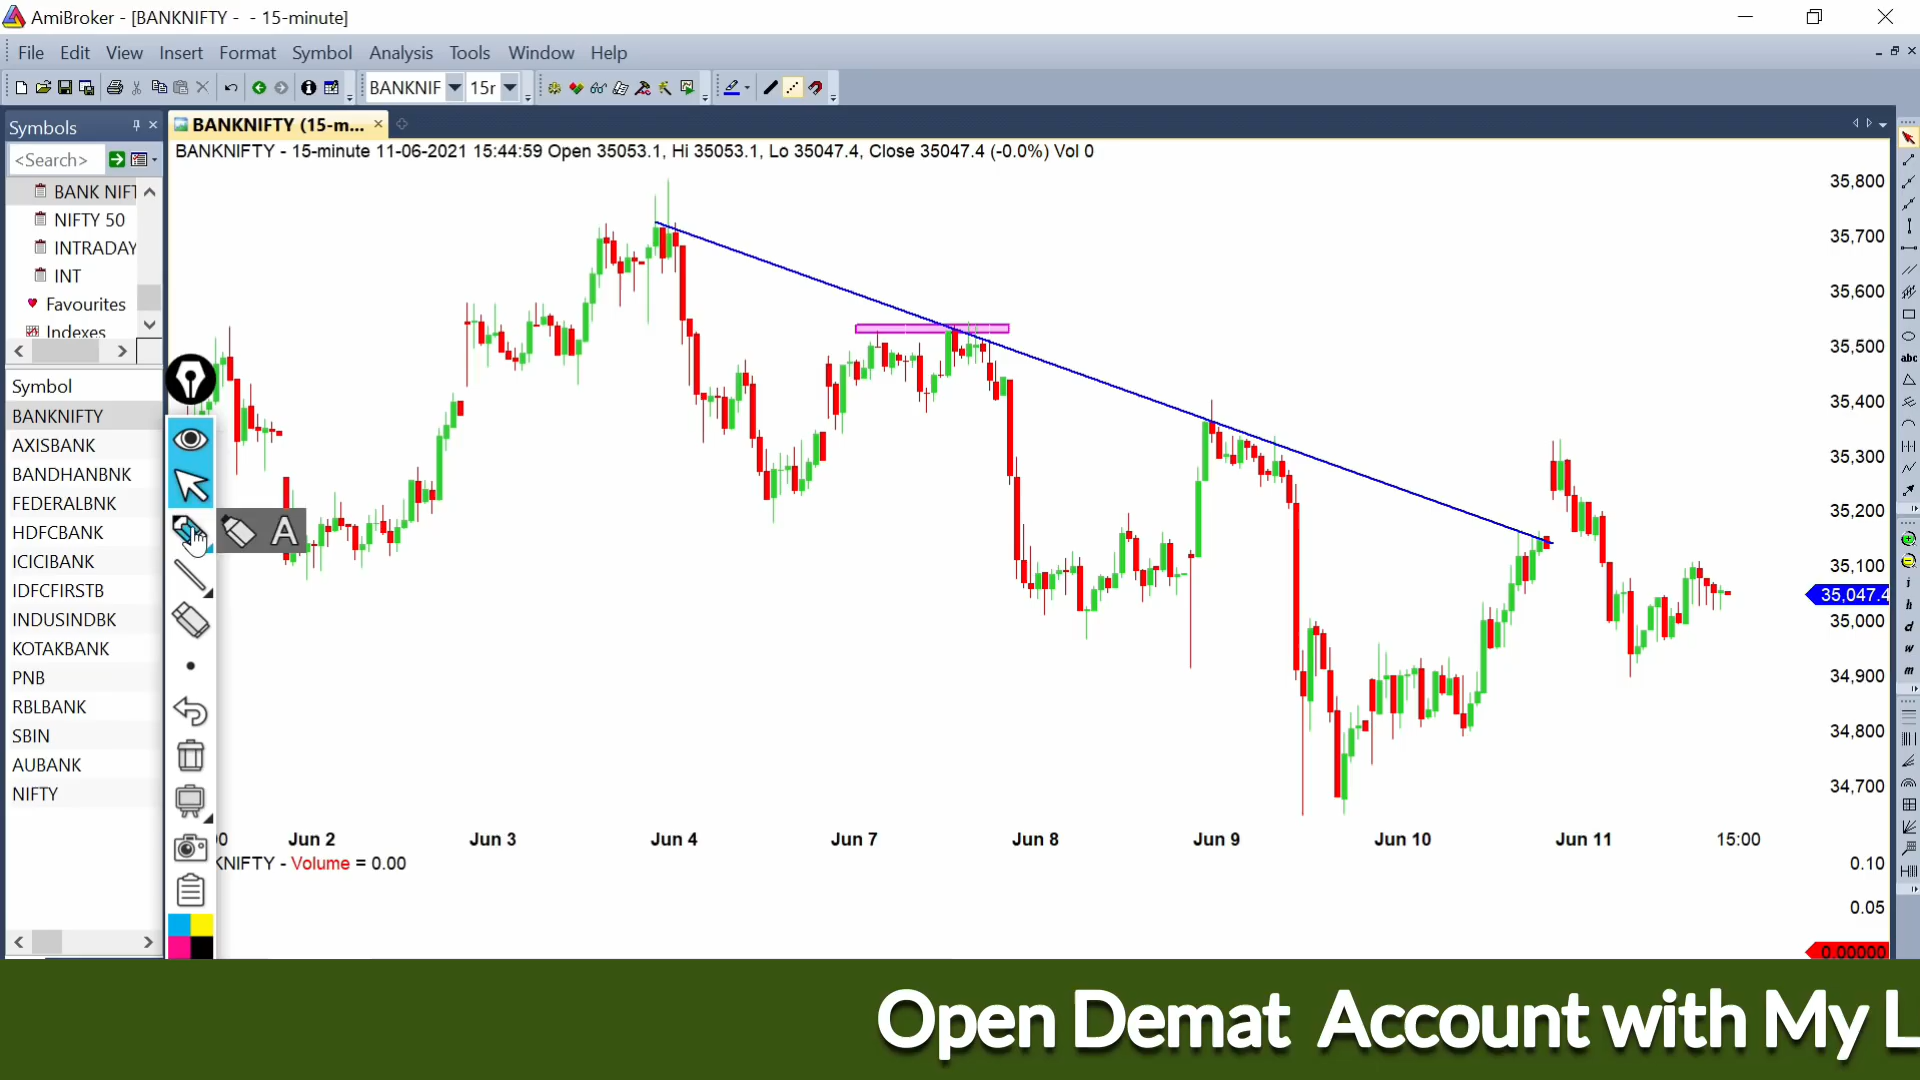 AmiBroker - [BANKNIFTY - - 15-minute]
File Edit View Insert Format Symbol Analysis Tools Window Help
BANKNIF 15r
Symbols
<Search>
BANK NIFT
NIFTY 50
INTRADAY
INT
Favourites
Indexes
Symbol
BANKNIFTY
AXISBANK
BANDHANBNK
FEDERALBNK
HDFCBANK
ICICIBANK
IDFCFIRSTB
INDUSINDBK
KOTAKBANK
PNB
RBLBANK
SBIN
AUBANK
NIFTY
BANKNIFTY (15-m...
BANKNIFTY - 15-minute 11-06-2021 15:44:59 Open 35053.1, Hi 35053.1, Lo 35047.4, Close 35047.4 (-0.0%) Vol 0
35,800
35,700
35,600
35,500
35,400
35,300
35,200
35,100
35,047.4
35,000
34,900
34,800
34,700
A
abc
i
h
d
w
m
00 Jun 2 Jun 3 Jun 4 Jun 7 Jun 8 Jun 9 Jun 10 Jun 11 15:00
KNIFTY - Volume = 0.00
0.10
0.05
0.00000
Open Demat Account with My L